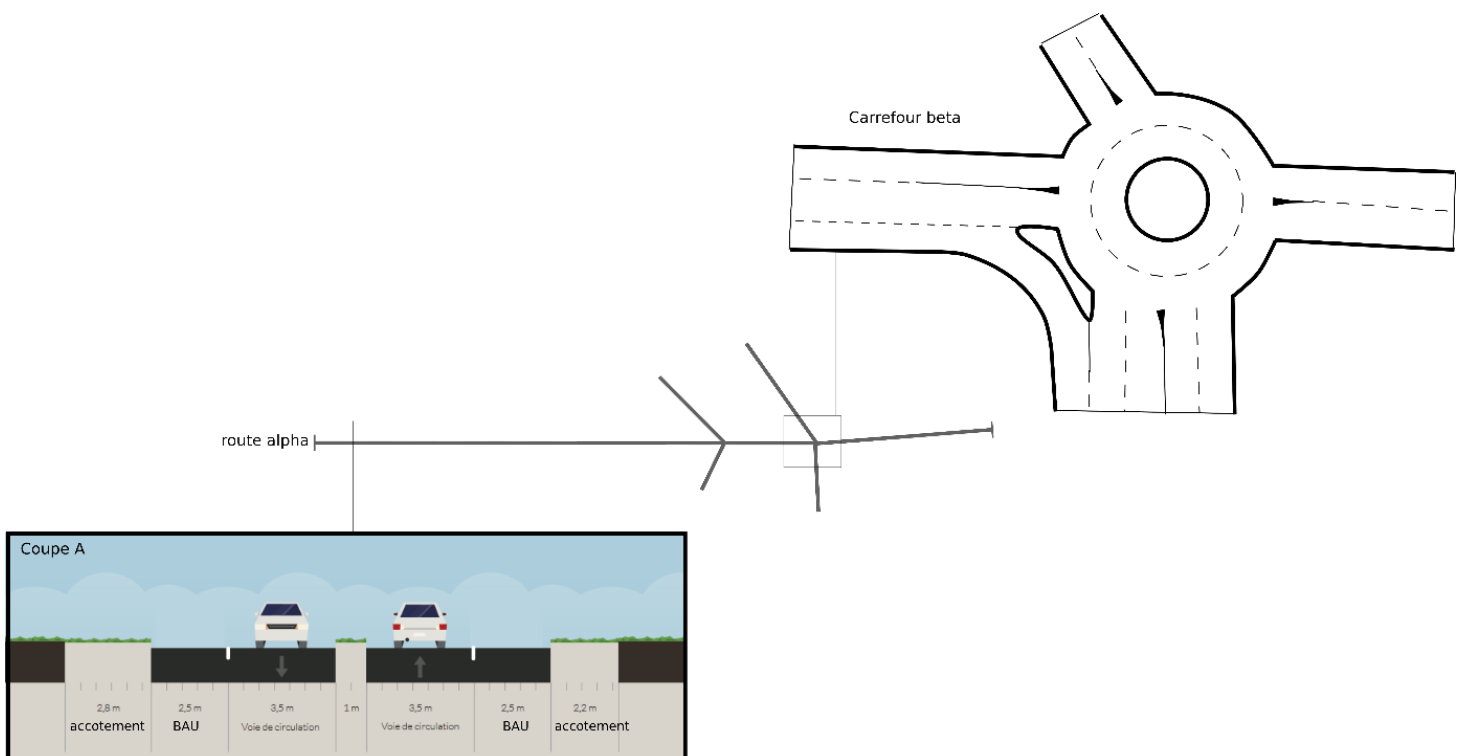 Carrefour beta
route alpha
Coupe A
2,8 m
2,5 m
3,5 m
1 m
3,5 m
2,5 m
2,2 m
accotement
BAU
Voie de circulation
Voie de circulation
BAU
accotement